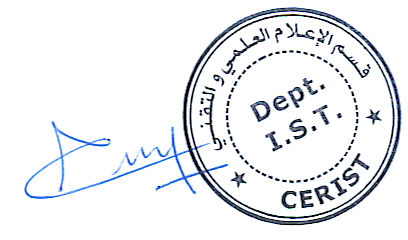 قسم الإعلام العلمي و التقني
Dept.
I.S.T.
CERIST